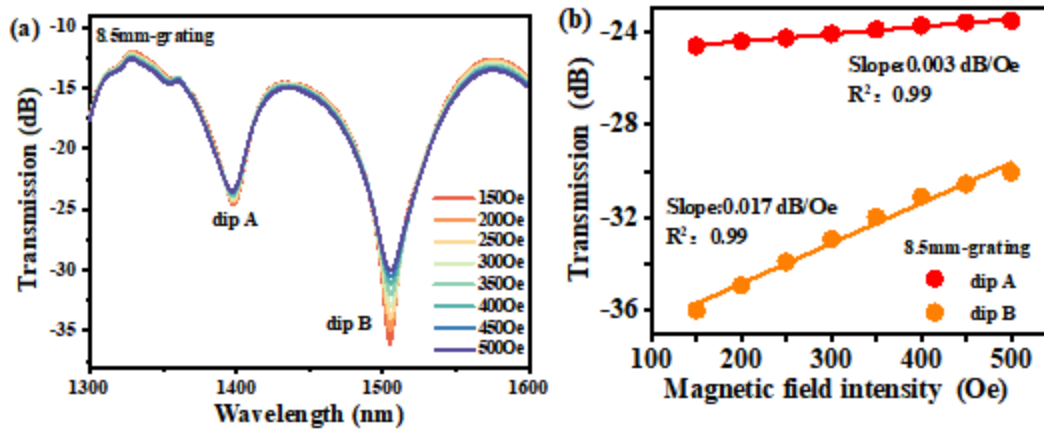 (a)
8.5mm-grating
-10
-15
-20
-25
-30
-35
Transmission (dB)
dip A
dip B
150Oe
200Oe
250Oe
300Oe
350Oe
400Oe
450Oe
500Oe
1300 1400 1500 1600
Wavelength (nm)
(b)
-24
-28
-32
-36
Transmission (dB)
Slope:0.003 dB/Oe
R²：0.99
Slope:0.017 dB/Oe
R²：0.99
8.5mm-grating
dip A
dip B
100 200 300 400 500
Magnetic field intensity (Oe)